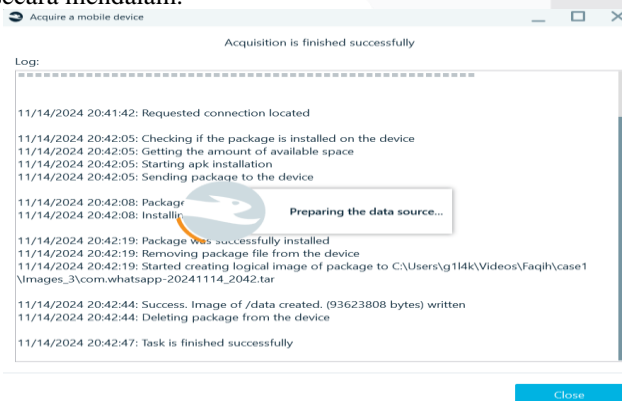 secara mendalam.
Acquire a mobile device
Acquisition is finished successfully
Log:
11/14/2024 20:41:42: Requested connection located
11/14/2024 20:42:05: Checking if the package is installed on the device
11/14/2024 20:42:05: Getting the amount of available space
11/14/2024 20:42:05: Starting apk installation
11/14/2024 20:42:05: Sending package to the device
11/14/2024 20:42:08: Package
11/14/2024 20:42:08:
Preparing the data source...
11/14/2024 20:42:19: Package was successfully installed
11/14/2024 20:42:19: Removing package file from the device
11/14/2024 20:42:19: Started creating logical image of package to C:\Users\g1l4k\Videos\Faqih\case1
\Images_3\com.whatsapp-20241114_2042.tar
11/14/2024 20:42:44: Success. Image of /data created. (93623808 bytes) written
11/14/2024 20:42:44: Deleting package from the device
11/14/2024 20:42:47: Task is finished successfully
Close